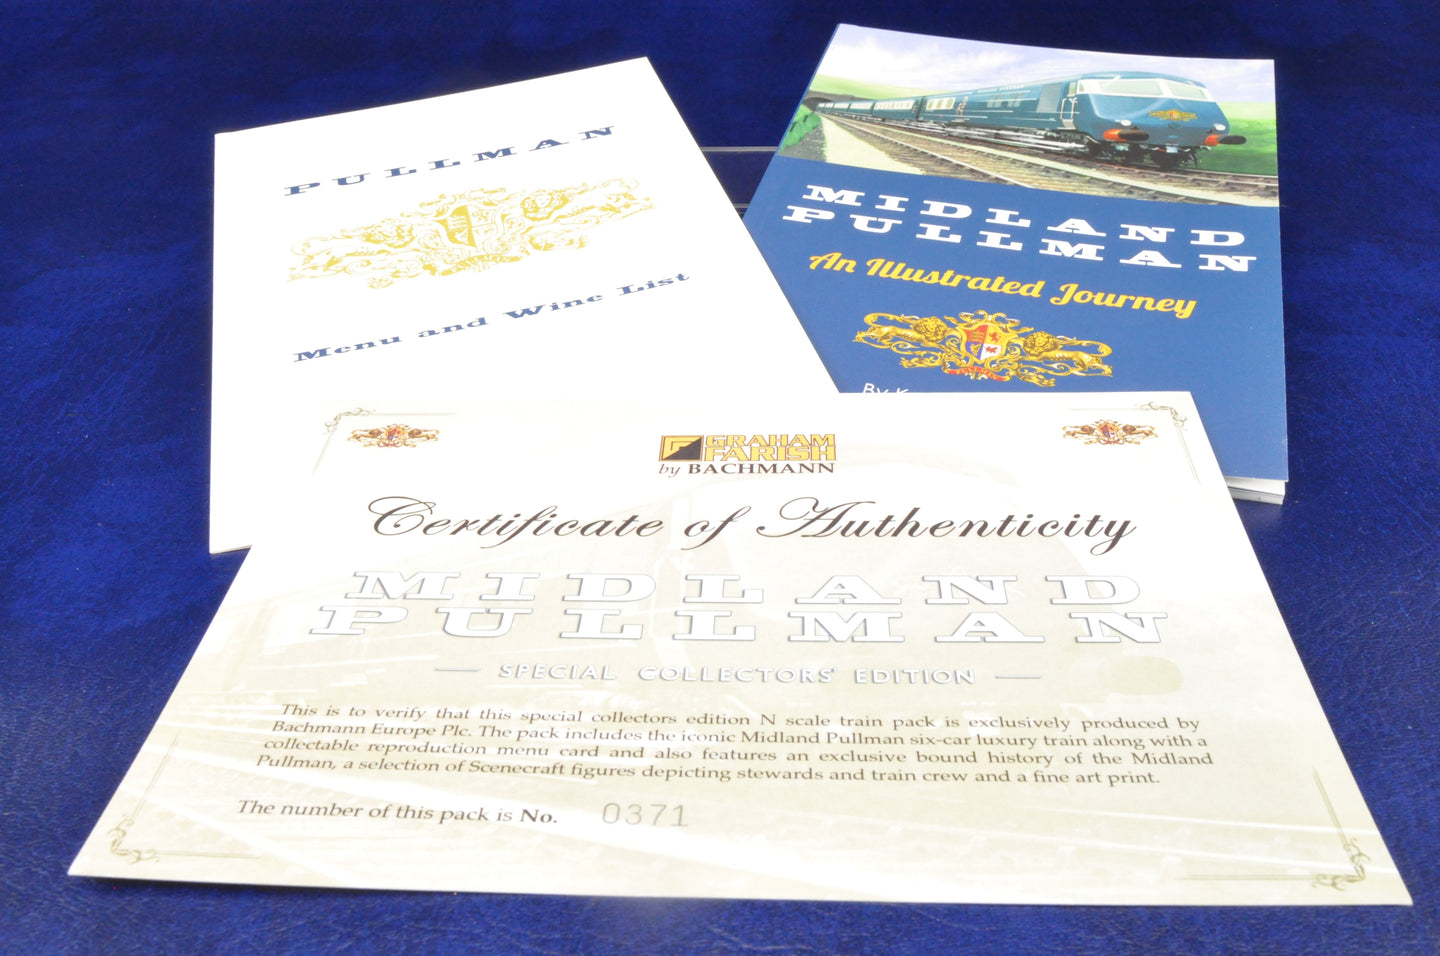 PULLMAN
Menu and Wine List
MIDLAND
PULLMAN
An Illustrated Journey
By
GRAHAM
FARISH
by BACHMANN
Certificate of Authenticity
MIDLAND
PULLMAN
SPECIAL COLLECTORS' EDITION
This is to verify that this special collectors edition N scale train pack is exclusively produced by
Bachmann Europe Plc. The pack includes the iconic Midland Pullman six-car luxury train along with a
collectable reproduction menu card and also features an exclusive bound history of the Midland
Pullman, a selection of Scenecraft figures depicting stewards and train crew and a fine art print.
The number of this pack is No. 0371